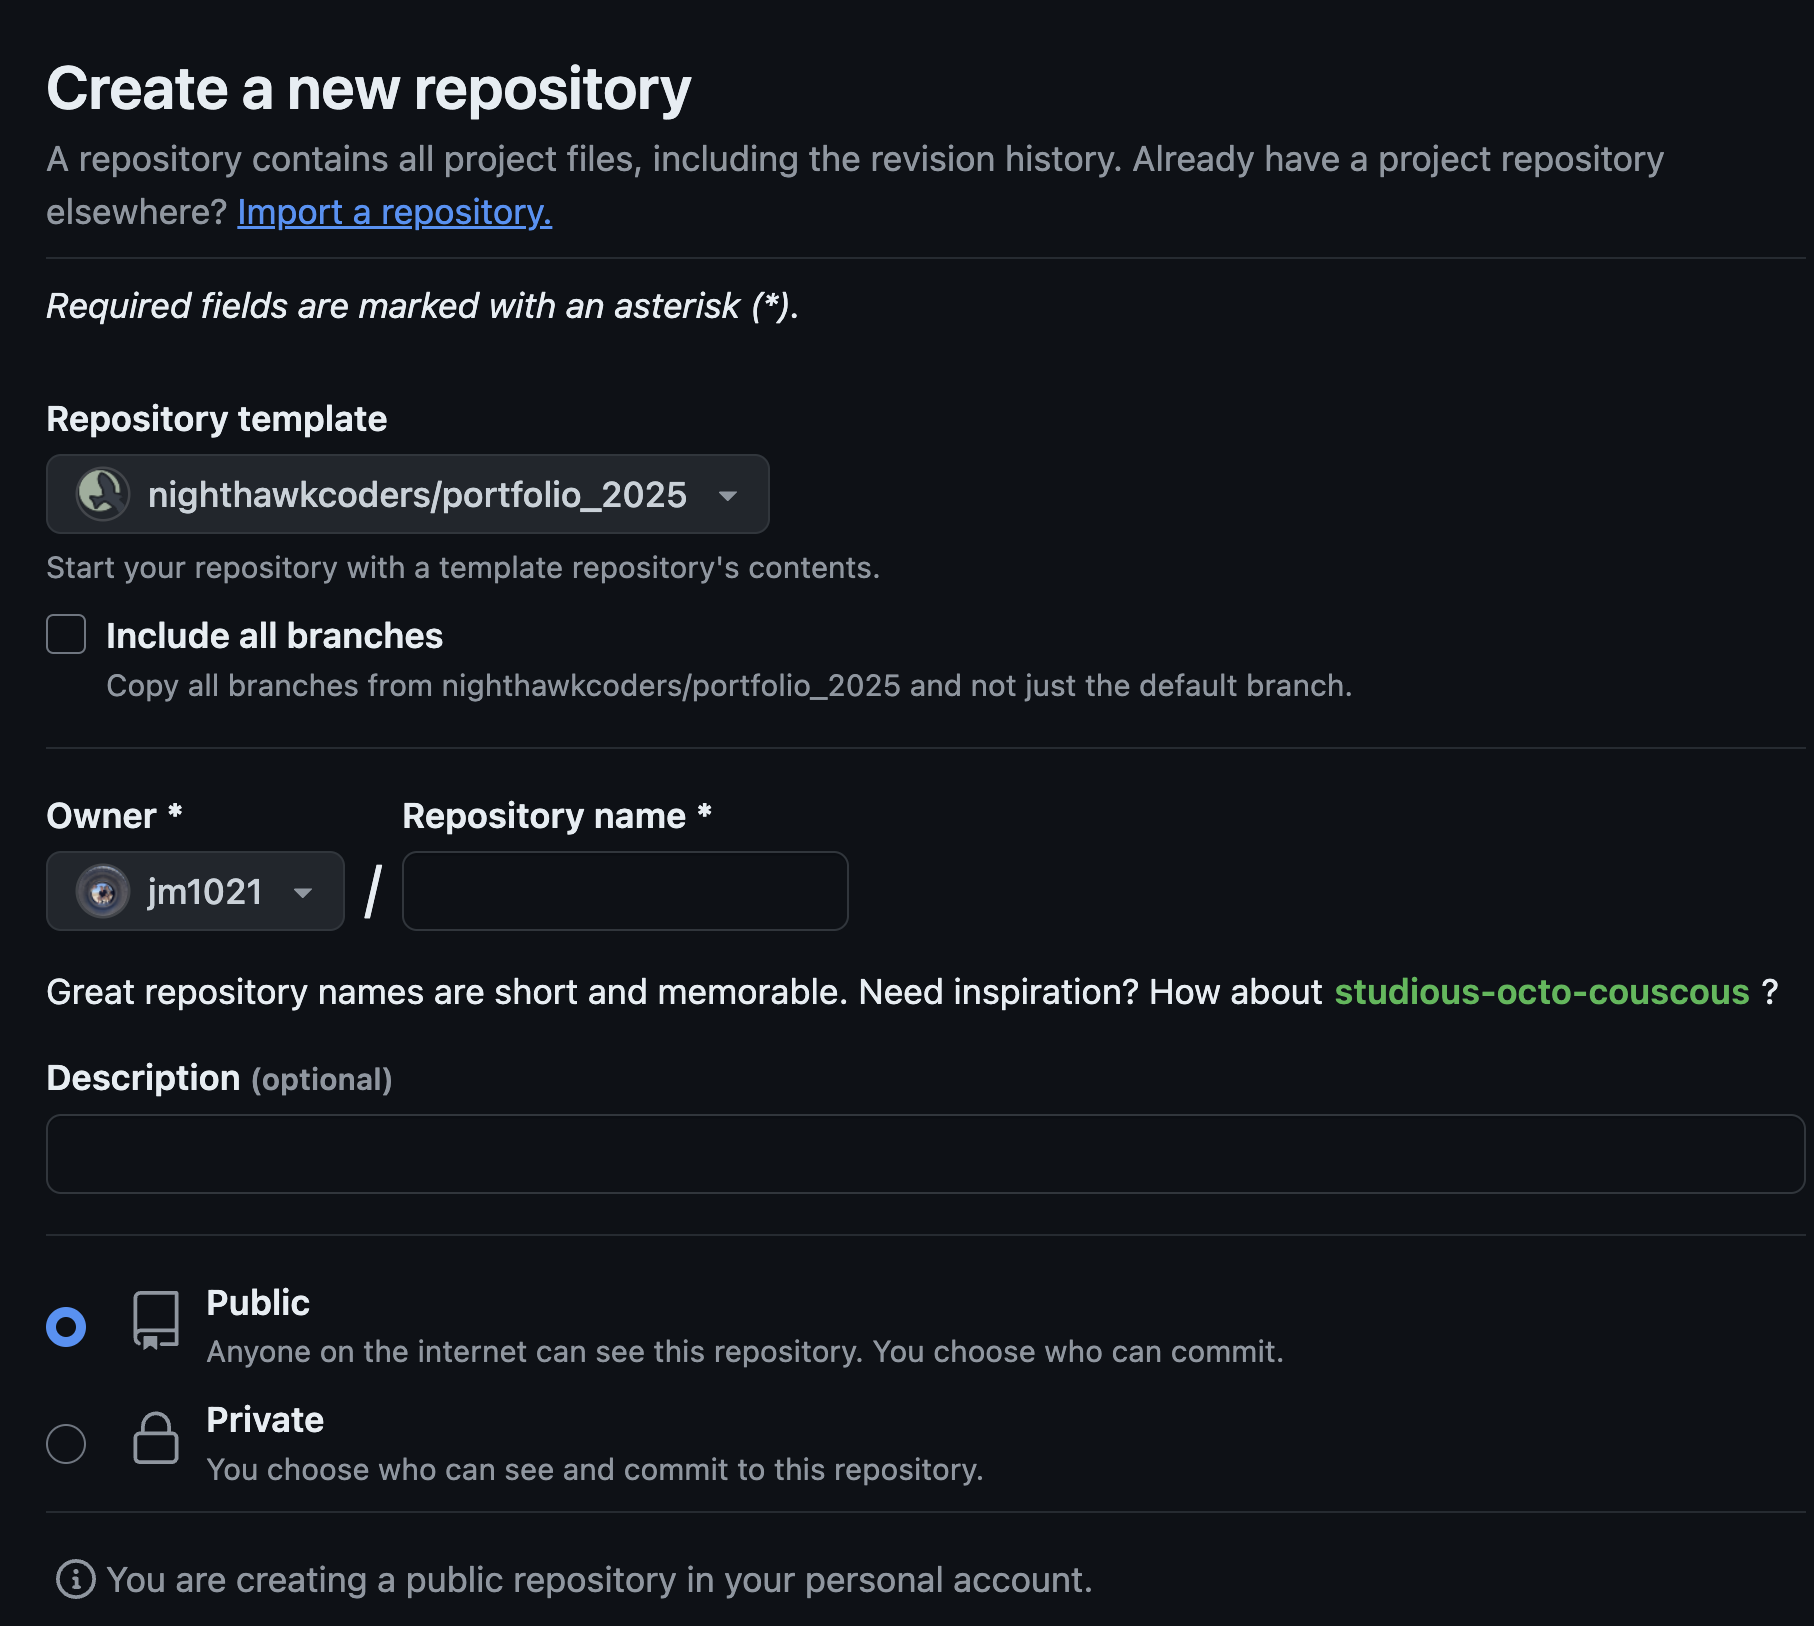 Create a new repository
A repository contains all project files, including the revision history. Already have a project repository
elsewhere? Import a repository.
Required fields are marked with an asterisk (*).
Repository template
nighthawkcoders/portfolio_2025
Start your repository with a template repository's contents.
Include all branches
Copy all branches from nighthawkcoders/portfolio_2025 and not just the default branch.
Owner * Repository name *
jm1021 /
Great repository names are short and memorable. Need inspiration? How about studious-octo-couscous ?
Description (optional)
Public
Anyone on the internet can see this repository. You choose who can commit.
Private
You choose who can see and commit to this repository.
You are creating a public repository in your personal account.